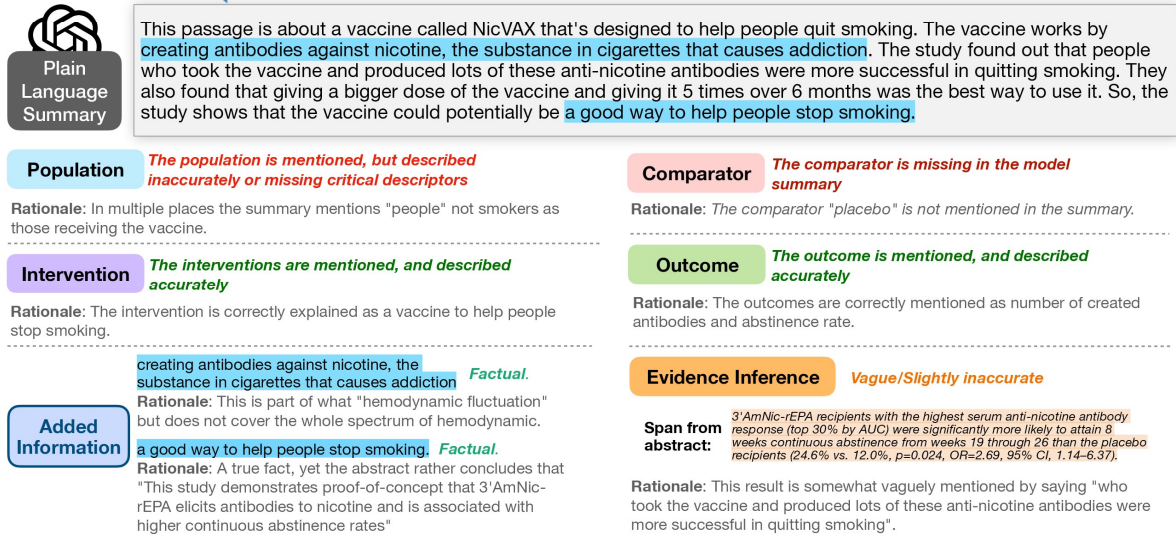 Plain
Language
Summary
This passage is about a vaccine called NicVAX that's designed to help people quit smoking. The vaccine works by
creating antibodies against nicotine, the substance in cigarettes that causes addiction. The study found out that people
who took the vaccine and produced lots of these anti-nicotine antibodies were more successful in quitting smoking. They
also found that giving a bigger dose of the vaccine and giving it 5 times over 6 months was the best way to use it. So, the
study shows that the vaccine could potentially be a good way to help people stop smoking.
Population
The population is mentioned, but described
inaccurately or missing critical descriptors
Rationale: In multiple places the summary mentions "people" not smokers as
those receiving the vaccine.
Comparator
The comparator is missing in the model
summary
Rationale: The comparator "placebo" is not mentioned in the summary.
Intervention
The interventions are mentioned, and described
accurately
Rationale: The intervention is correctly explained as a vaccine to help people
stop smoking.
Outcome
The outcome is mentioned, and described
accurately
Rationale: The outcomes are correctly mentioned as number of created
antibodies and abstinence rate.
Added
Information
creating antibodies against nicotine, the
substance in cigarettes that causes addiction
Factual.
Rationale: This is part of what "hemodynamic fluctuation"
but does not cover the whole spectrum of hemodynamic.
a good way to help people stop smoking. Factual.
Rationale: A true fact, yet the abstract rather concludes that
"This study demonstrates proof-of-concept that 3'AmNic-
rEPA elicits antibodies to nicotine and is associated with
higher continuous abstinence rates"
Evidence Inference
Vague/Slightly inaccurate
Span from
abstract:
3'AmNic-rEPA recipients with the highest serum anti-nicotine antibody
response (top 30% by AUC) were significantly more likely to attain 8
weeks continuous abstinence from weeks 19 through 26 than the placebo
recipients (24.6% vs. 12.0%, p=0.024, OR=2.69, 95% CI, 1.14–6.37).
Rationale: This result is somewhat vaguely mentioned by saying "who
took the vaccine and produced lots of these anti-nicotine antibodies were
more successful in quitting smoking".